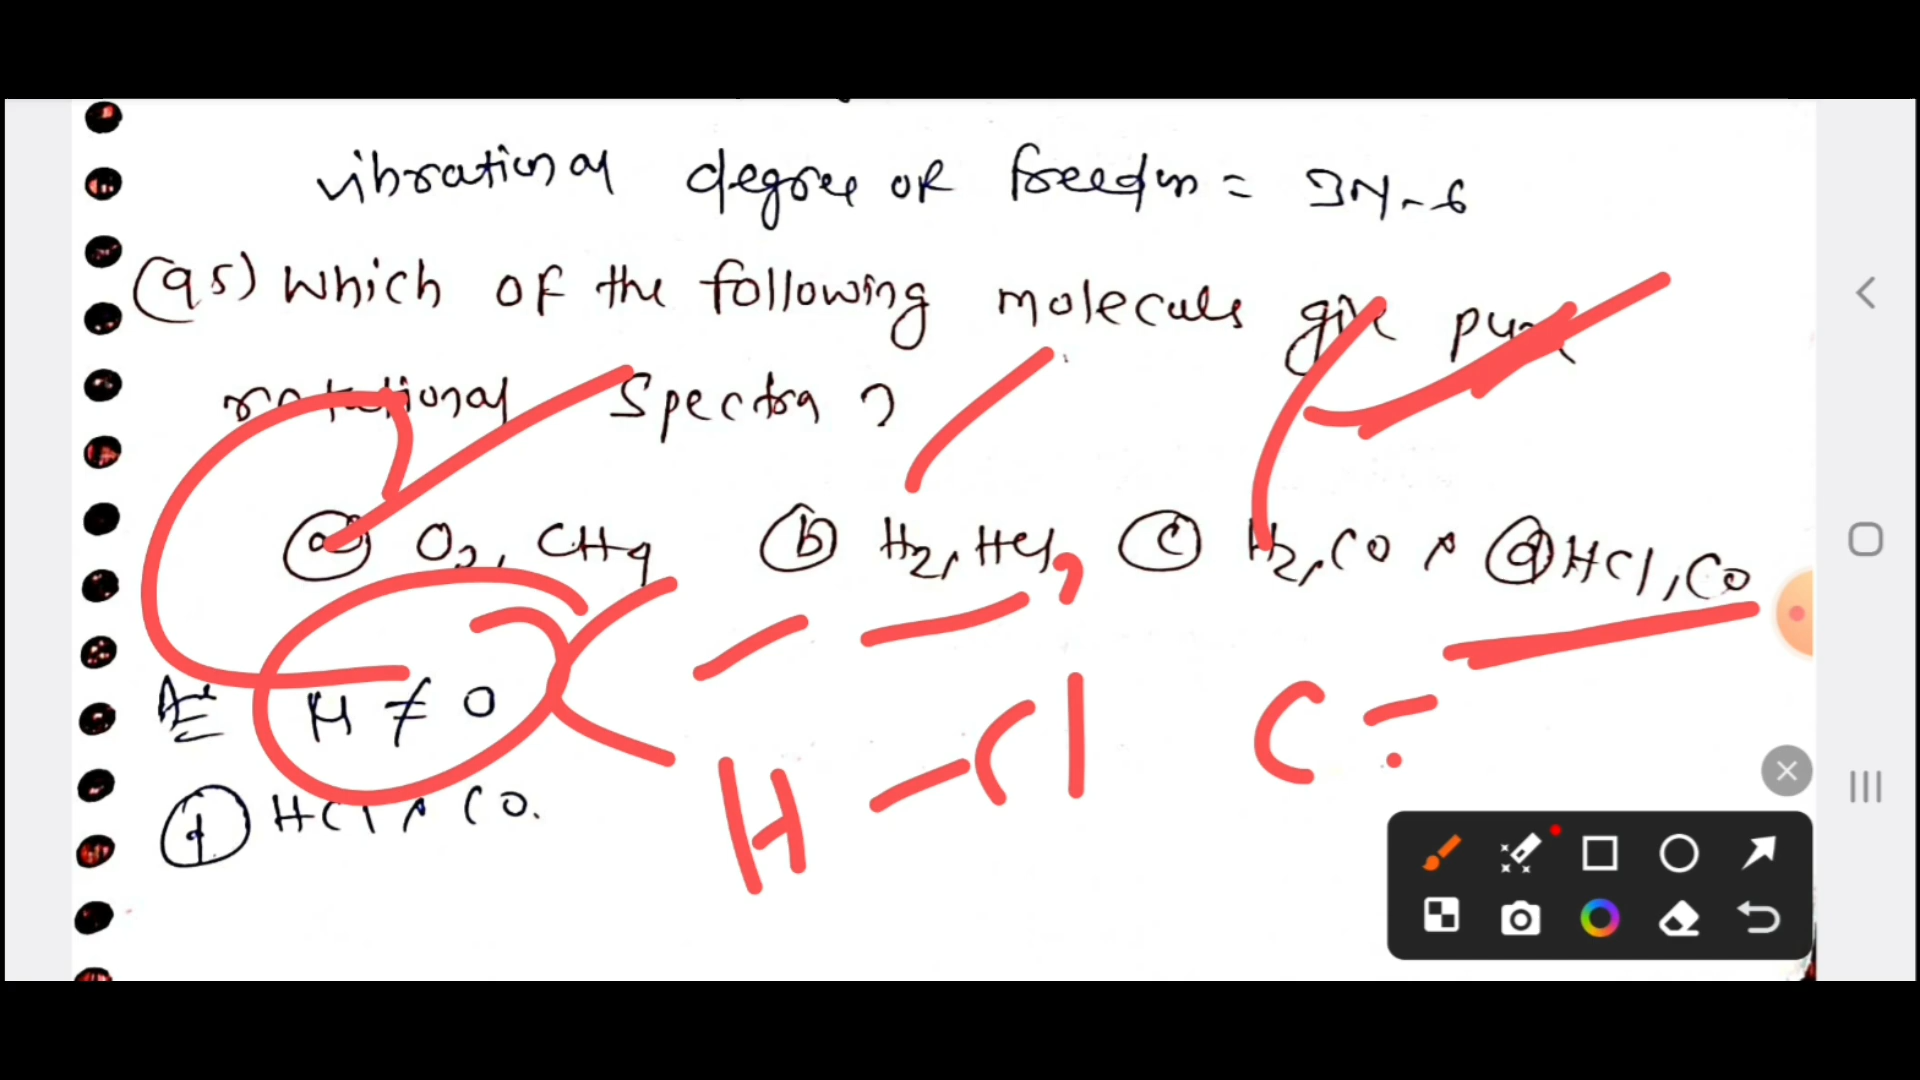 vibrational degree of freedom = 3N-6
(95) Which of the following molecules give pure
rotational Spectra ?
(a) O2, CH4 (b) H2, HCl, (c) H2, CO, (d) HCl, CO
Ans μ ≠ 0
(d) HCl, CO.
H - Cl C -